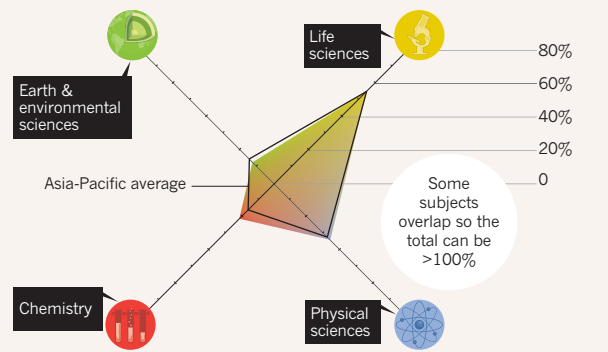 Life
sciences
80%
60%
40%
20%
0
Earth &
environmental
sciences
Asia-Pacific average
Some
subjects
overlap so the
total can be
>100%
Chemistry
Physical
sciences